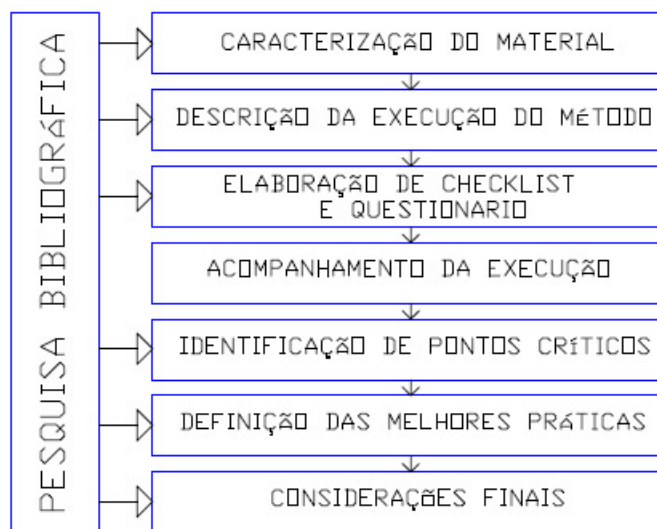 PESQUISA BIBLIOGRÁFICA
CARACTERIZAÇÃO DO MATERIAL
DESCRIÇÃO DA EXECUÇÃO DO MÉTODO
ELABORAÇÃO DE CHECKLIST
E QUESTIONARIO
ACOMPANHAMENTO DA EXECUÇÃO
IDENTIFICAÇÃO DE PONTOS CRÍTICOS
DEFINIÇÃO DAS MELHORES PRÁTICAS
CONSIDERAÇÕES FINAIS